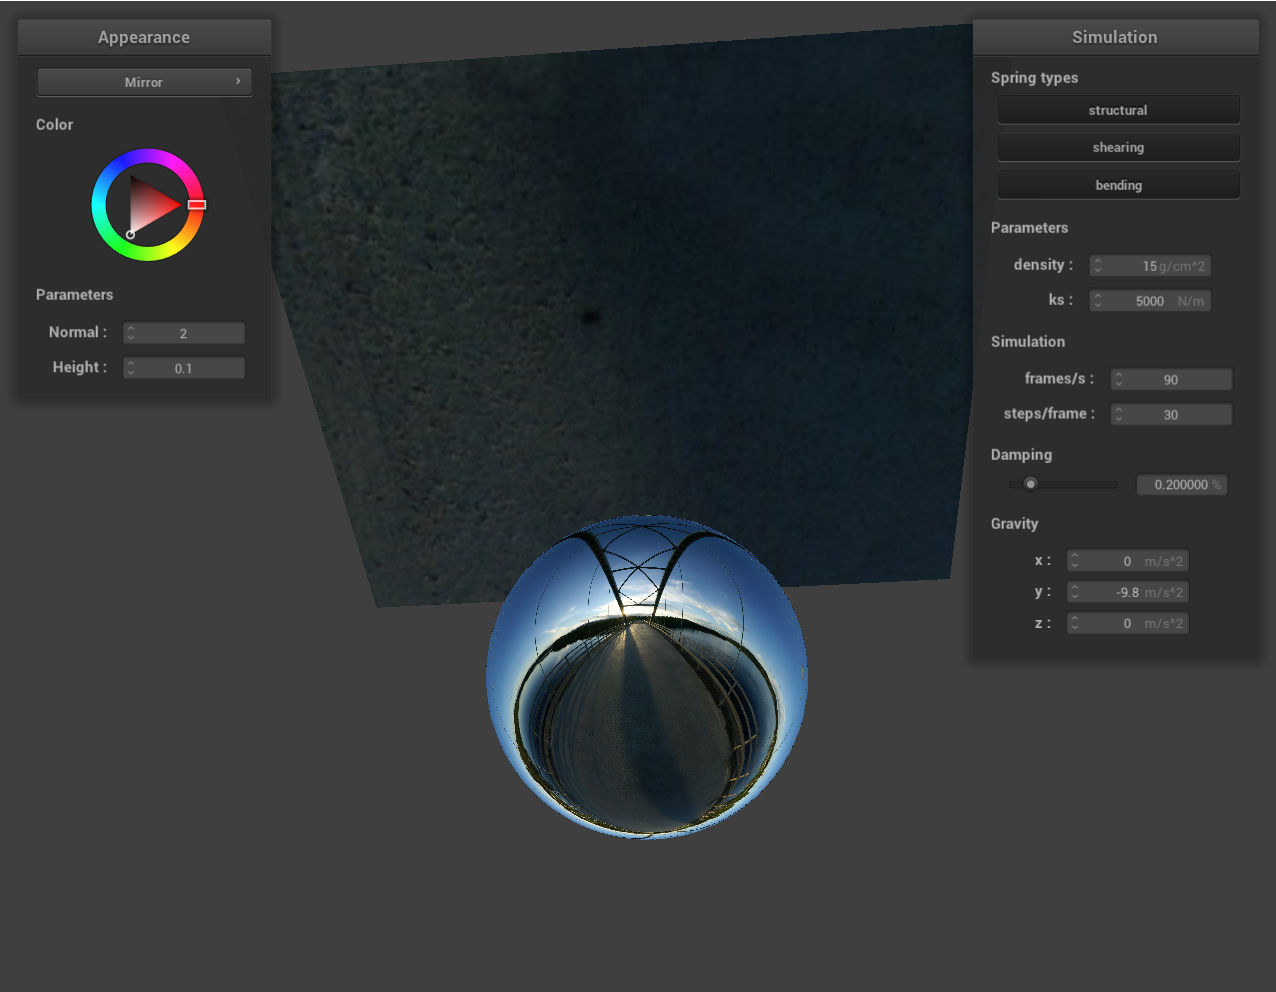 Appearance
Mirror
Color
Parameters
Normal : 2
Height : 0.1
Simulation
Spring types
structural
shearing
bending
Parameters
density : 15 g/cm^2
ks : 5000 N/m
Simulation
frames/s : 90
steps/frame : 30
Damping
0.200000 %
Gravity
x : 0 m/s^2
y : -9.8 m/s^2
z : 0 m/s^2